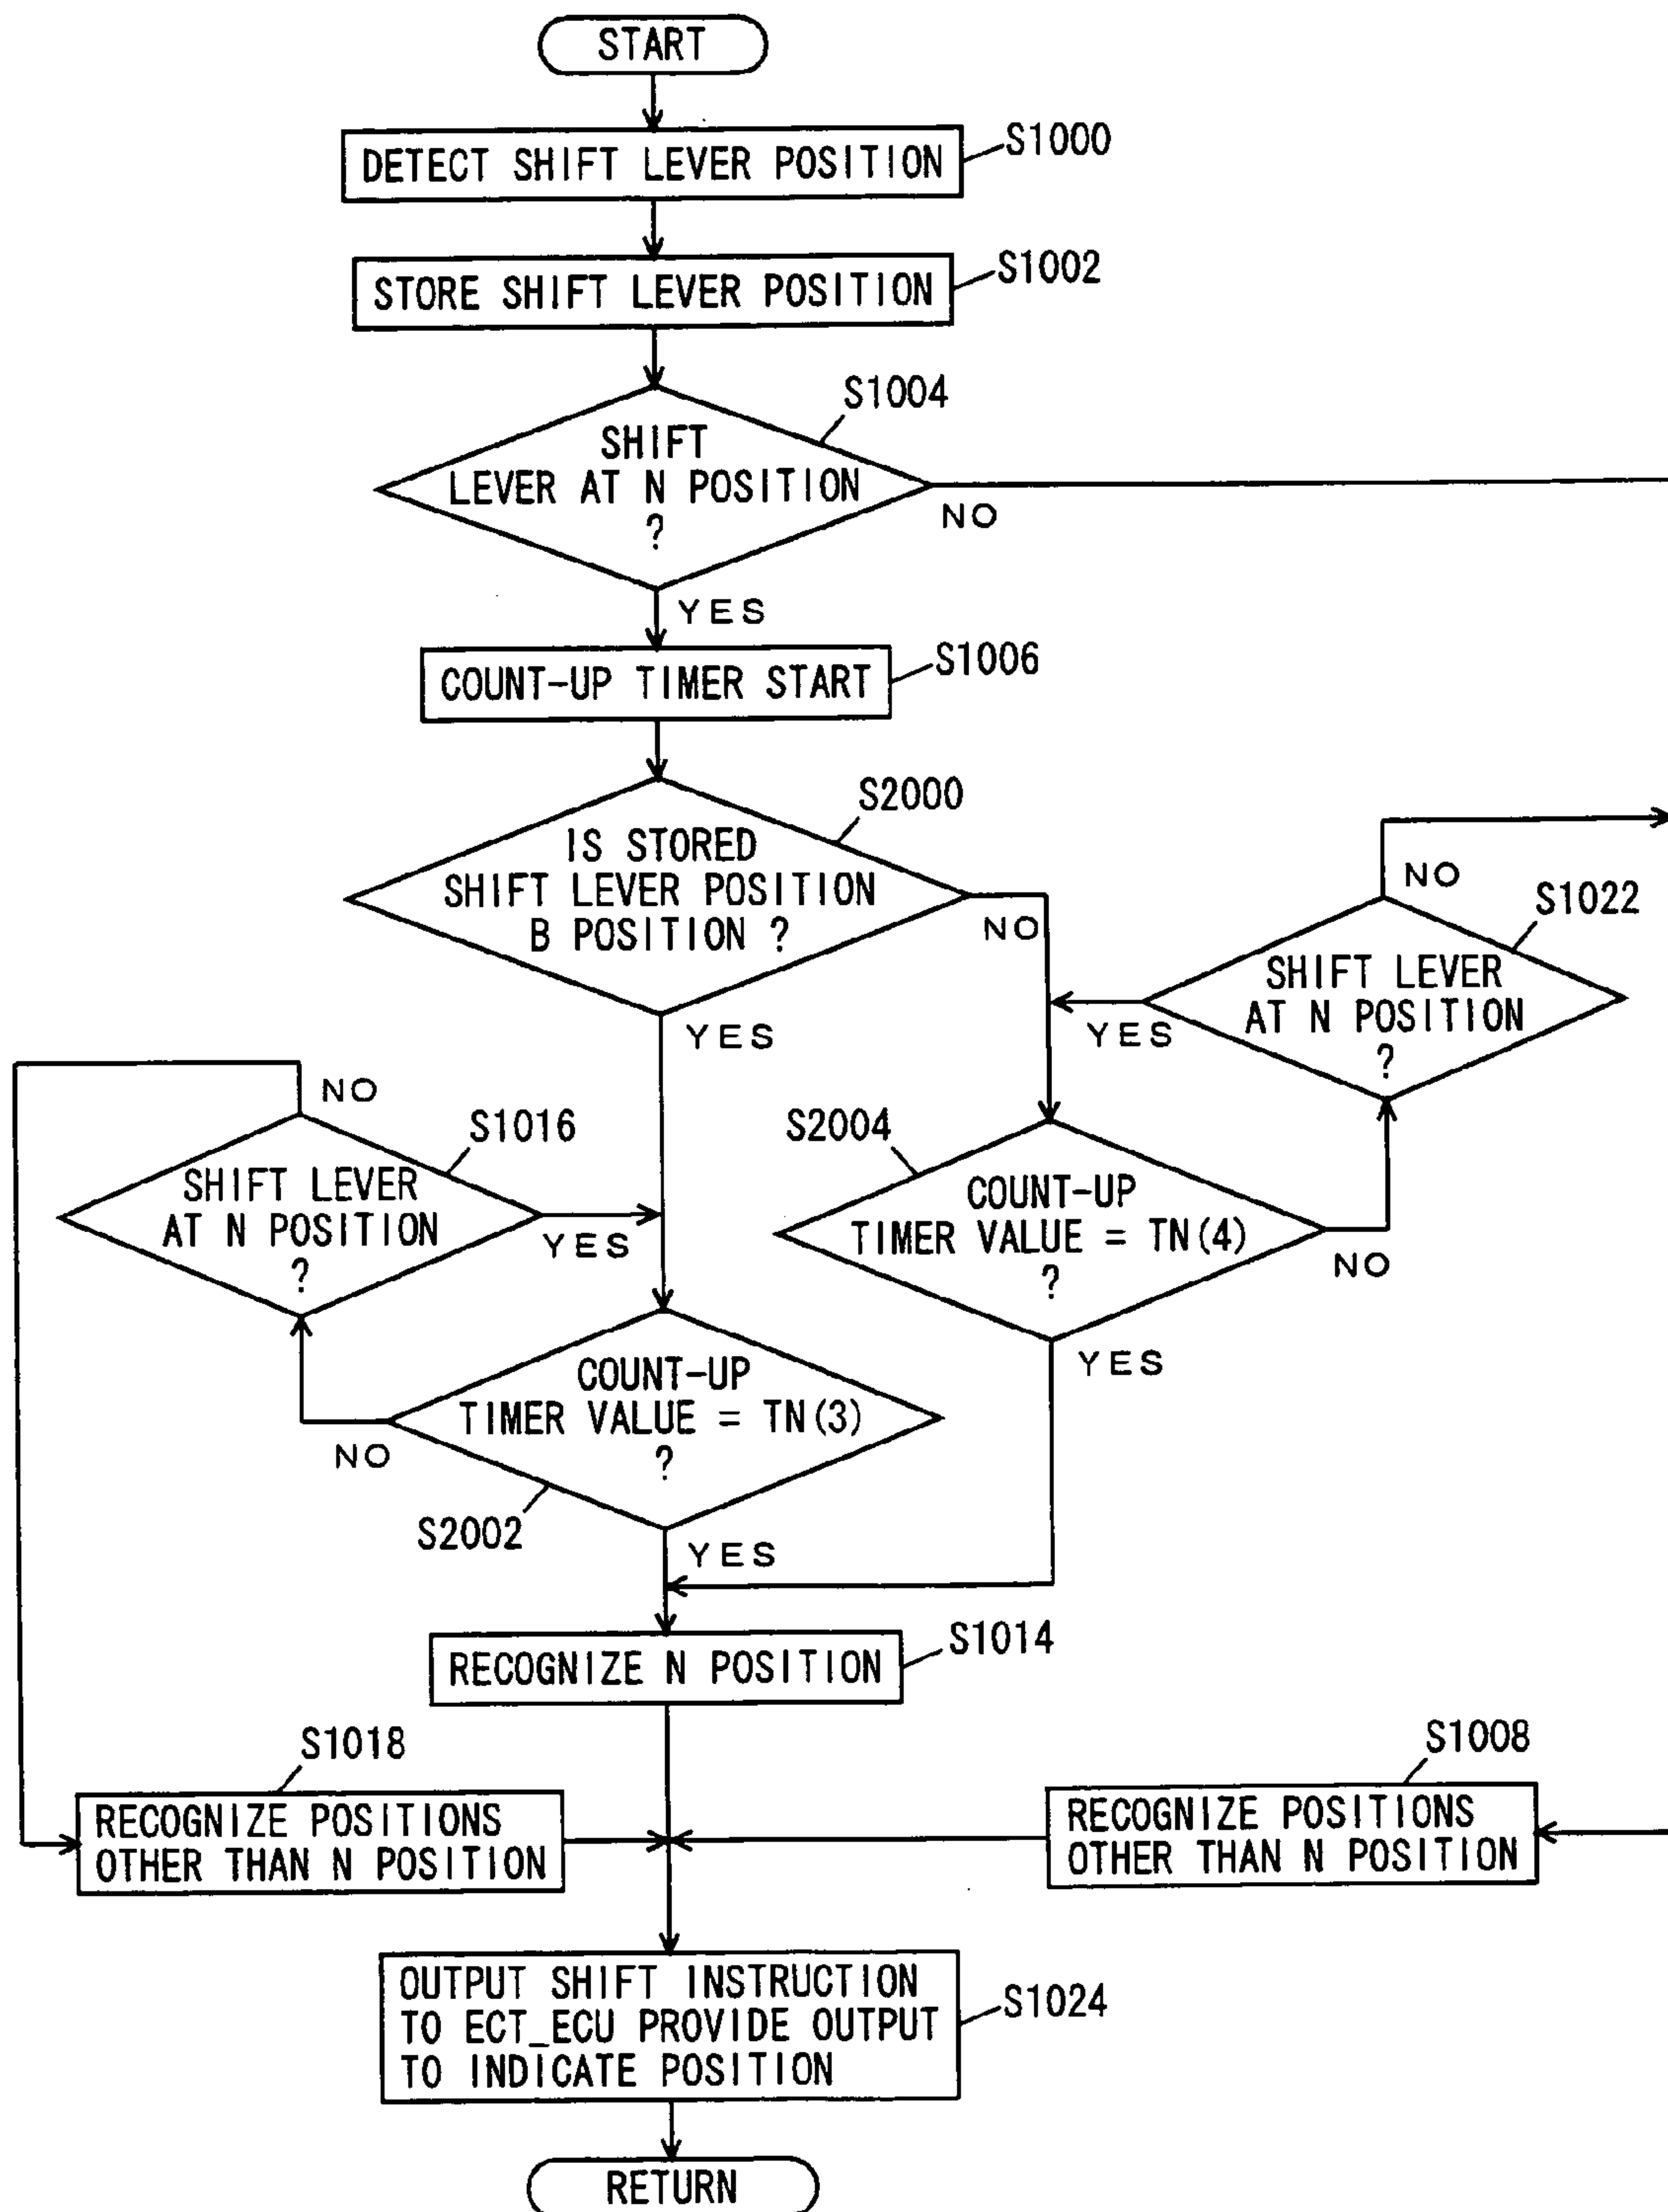 START
DETECT SHIFT LEVER POSITION
S1000
STORE SHIFT LEVER POSITION
S1002
S1004
SHIFT
LEVER AT N POSITION
?
NO
YES
COUNT-UP TIMER START
S1006
S2000
IS STORED
SHIFT LEVER POSITION
B POSITION ?
NO
YES
NO
S1022
SHIFT LEVER
AT N POSITION
?
YES
NO
S1016
SHIFT LEVER
AT N POSITION
?
YES
S2004
COUNT-UP
TIMER VALUE = TN(4)
?
NO
YES
COUNT-UP
TIMER VALUE = TN(3)
?
NO
S2002
YES
RECOGNIZE N POSITION
S1014
S1018
RECOGNIZE POSITIONS
OTHER THAN N POSITION
S1008
RECOGNIZE POSITIONS
OTHER THAN N POSITION
OUTPUT SHIFT INSTRUCTION
TO ECT_ECU PROVIDE OUTPUT
TO INDICATE POSITION
S1024
RETURN